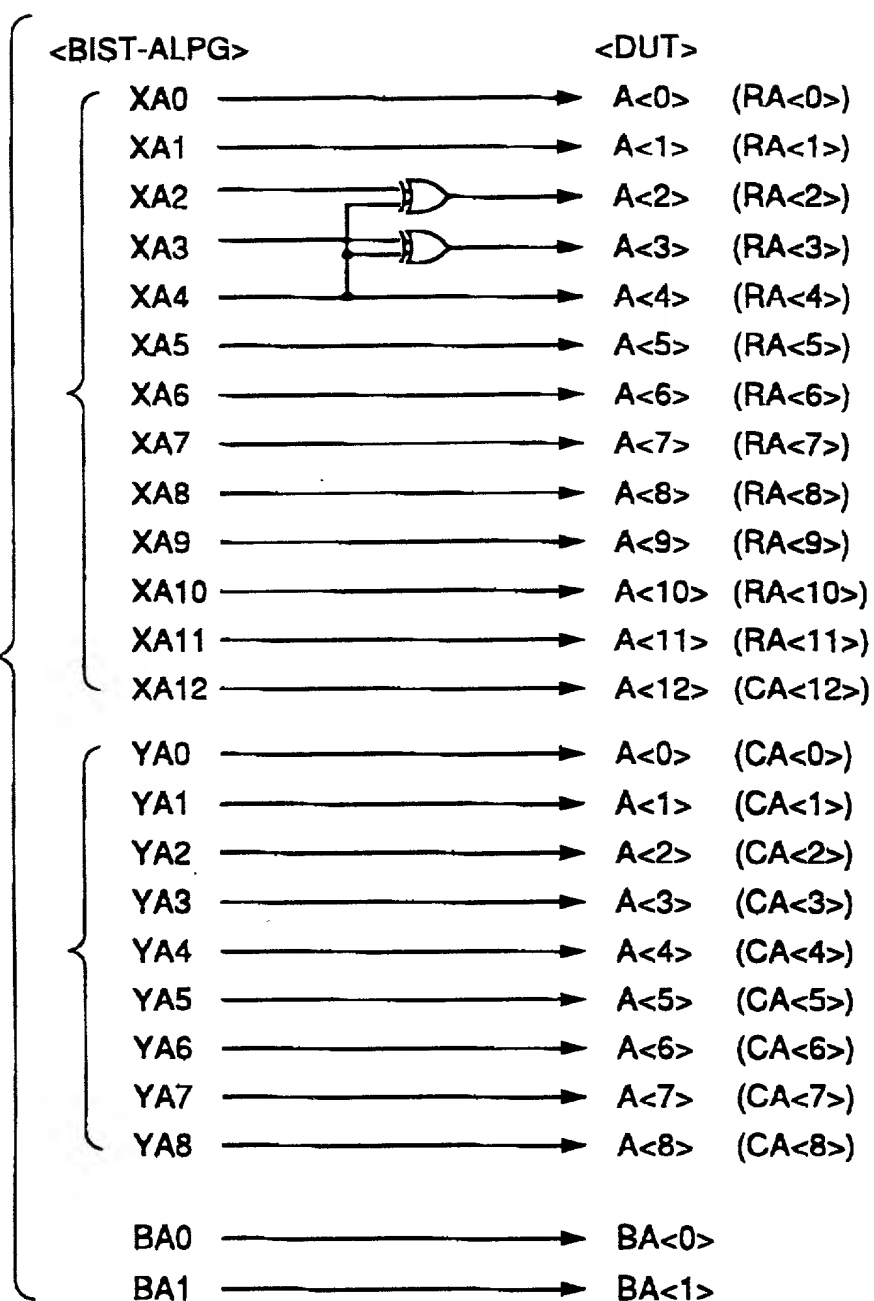 <BIST-ALPG> <DUT>
XA0 A<0> (RA<0>)
XA1 A<1> (RA<1>)
XA2 A<2> (RA<2>)
XA3 A<3> (RA<3>)
XA4 A<4> (RA<4>)
XA5 A<5> (RA<5>)
XA6 A<6> (RA<6>)
XA7 A<7> (RA<7>)
XA8 A<8> (RA<8>)
XA9 A<9> (RA<9>)
XA10 A<10> (RA<10>)
XA11 A<11> (RA<11>)
XA12 A<12> (CA<12>)
YA0 A<0> (CA<0>)
YA1 A<1> (CA<1>)
YA2 A<2> (CA<2>)
YA3 A<3> (CA<3>)
YA4 A<4> (CA<4>)
YA5 A<5> (CA<5>)
YA6 A<6> (CA<6>)
YA7 A<7> (CA<7>)
YA8 A<8> (CA<8>)
BA0 BA<0>
BA1 BA<1>